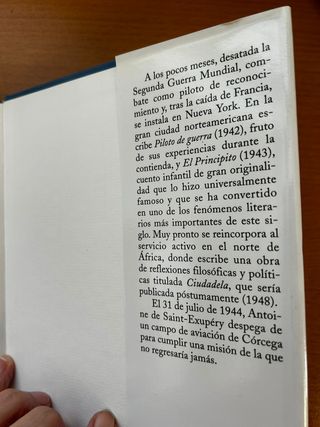 A los pocos meses, desatada la
Segunda Guerra Mundial, com-
bate como piloto de reconoci-
miento y, tras la caída de Francia,
se instala en Nueva York. En la
gran ciudad norteamericana es-
cribe Piloto de guerra (1942), fruto
de sus experiencias durante la
contienda, y El Principito (1943),
cuento infantil de gran originali-
dad que lo hizo universalmente
famoso y que se ha convertido
en uno de los fenómenos litera-
rios más importantes de este si-
glo. Muy pronto se reincorpora al
servicio activo en el norte de
África, donde escribe una obra
de reflexiones filosóficas y políti-
cas titulada Ciudadela, que sería
publicada póstumamente (1948).
El 31 de julio de 1944, Antoi-
ne de Saint-Exupéry despega de
un campo de aviación de Córcega
para cumplir una misión de la que
no regresaría jamás.